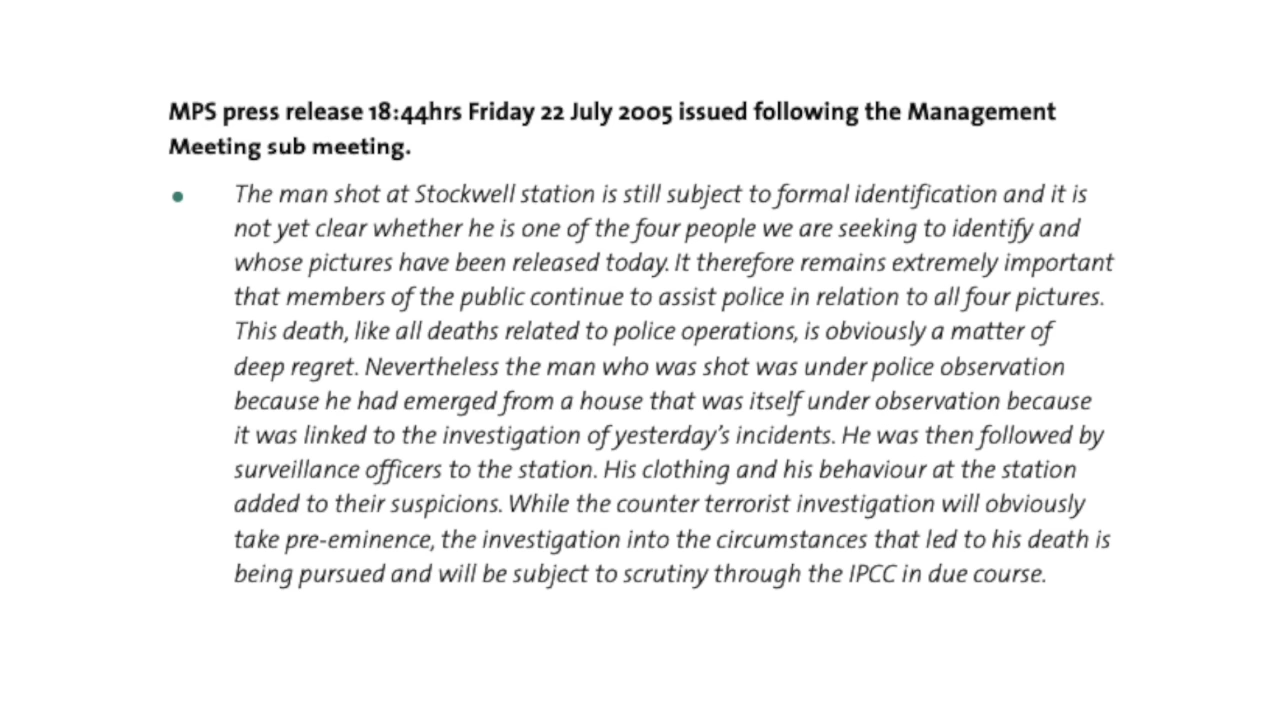 MPS press release 18:44hrs Friday 22 July 2005 issued following the Management
Meeting sub meeting.
• The man shot at Stockwell station is still subject to formal identification and it is
not yet clear whether he is one of the four people we are seeking to identify and
whose pictures have been released today. It therefore remains extremely important
that members of the public continue to assist police in relation to all four pictures.
This death, like all deaths related to police operations, is obviously a matter of
deep regret. Nevertheless the man who was shot was under police observation
because he had emerged from a house that was itself under observation because
it was linked to the investigation of yesterday’s incidents. He was then followed by
surveillance officers to the station. His clothing and his behaviour at the station
added to their suspicions. While the counter terrorist investigation will obviously
take pre-eminence, the investigation into the circumstances that led to his death is
being pursued and will be subject to scrutiny through the IPCC in due course.